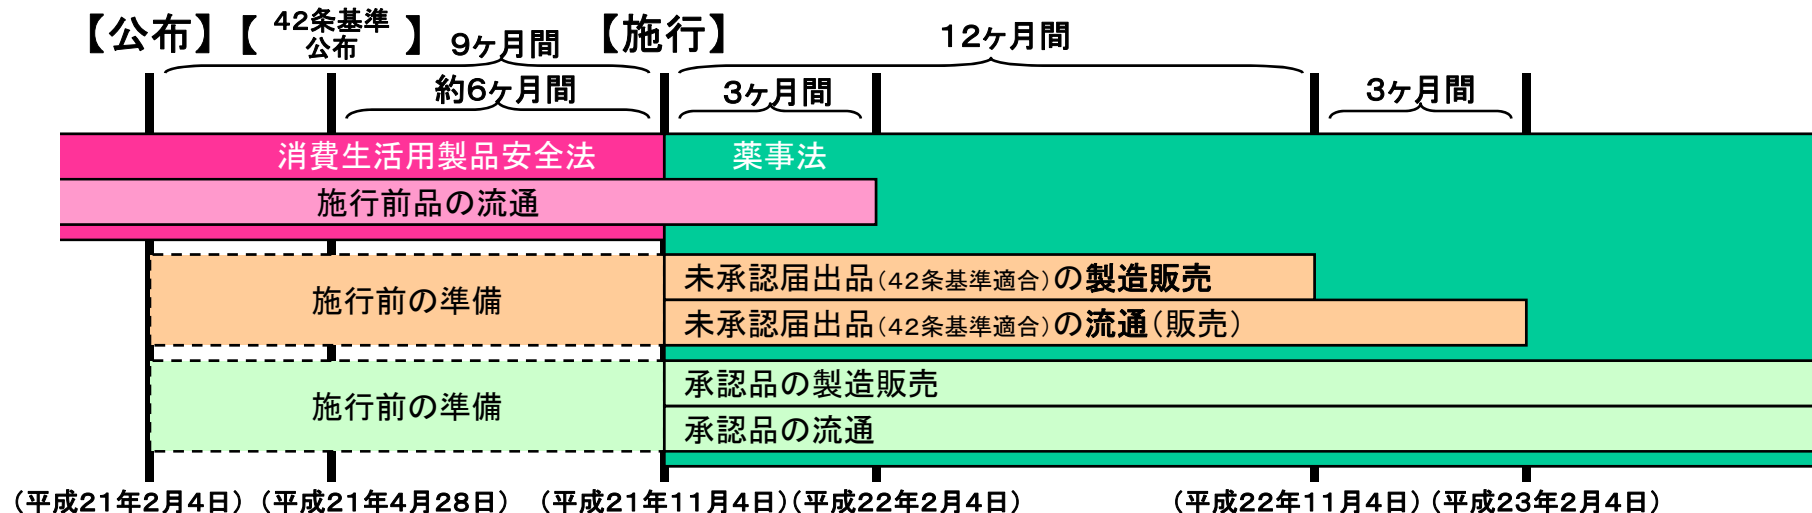 【公布】【42条基準公布】【施行】
9ヶ月間
12ヶ月間
約6ヶ月間
3ヶ月間
3ヶ月間
消費生活用製品安全法
薬事法
施行前品の流通
施行前の準備
未承認届出品(42条基準適合)の製造販売
未承認届出品(42条基準適合)の流通(販売)
施行前の準備
承認品の製造販売
承認品の流通
(平成21年2月4日)(平成21年4月28日)(平成21年11月4日)(平成22年2月4日)(平成22年11月4日)(平成23年2月4日)